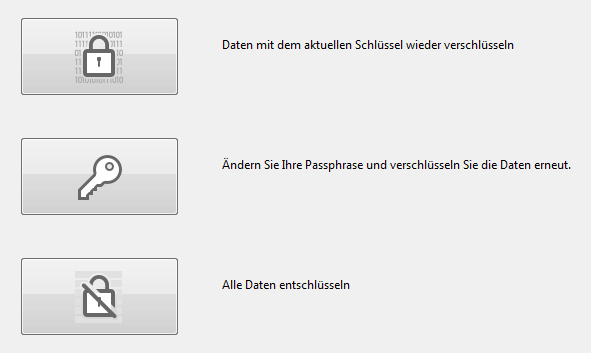 Daten mit dem aktuellen Schlüssel wieder verschlüsseln
Ändern Sie Ihre Passphrase und verschlüsseln Sie die Daten erneut.
Alle Daten entschlüsseln